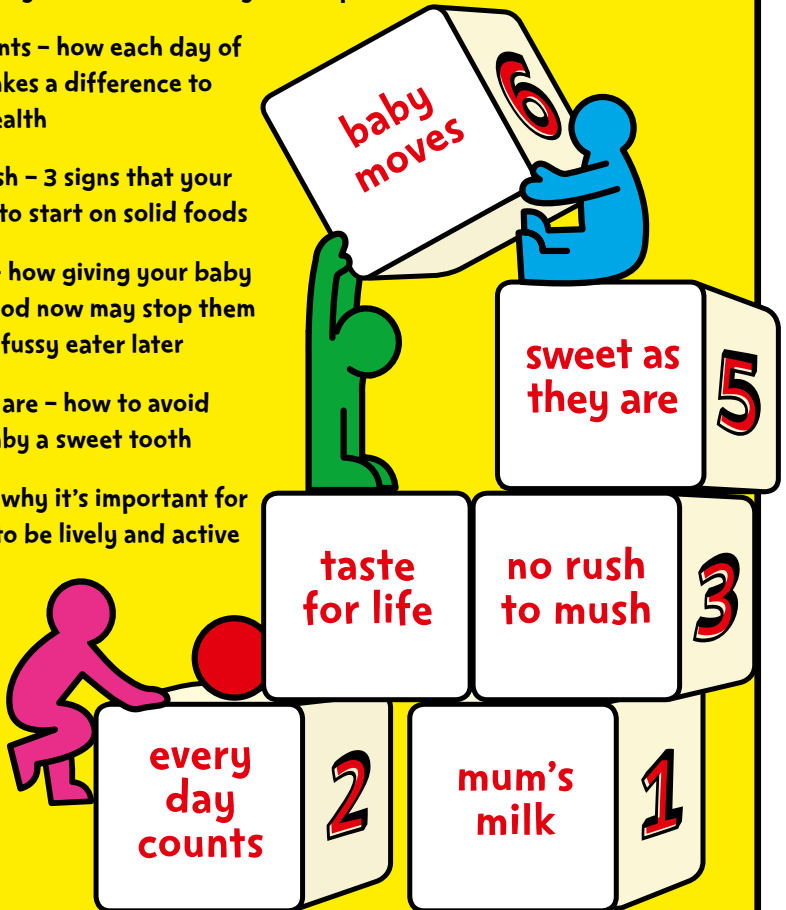 nts – how each day of
akes a difference to
ealth
sh – 3 signs that your
to start on solid foods
– how giving your baby
od now may stop them
fussy eater later
are – how to avoid
aby a sweet tooth
why it's important for
to be lively and active
baby
moves
6
sweet as
they are
5
taste
for life
no rush
to mush
3
every
day
counts
2
mum's
milk
1